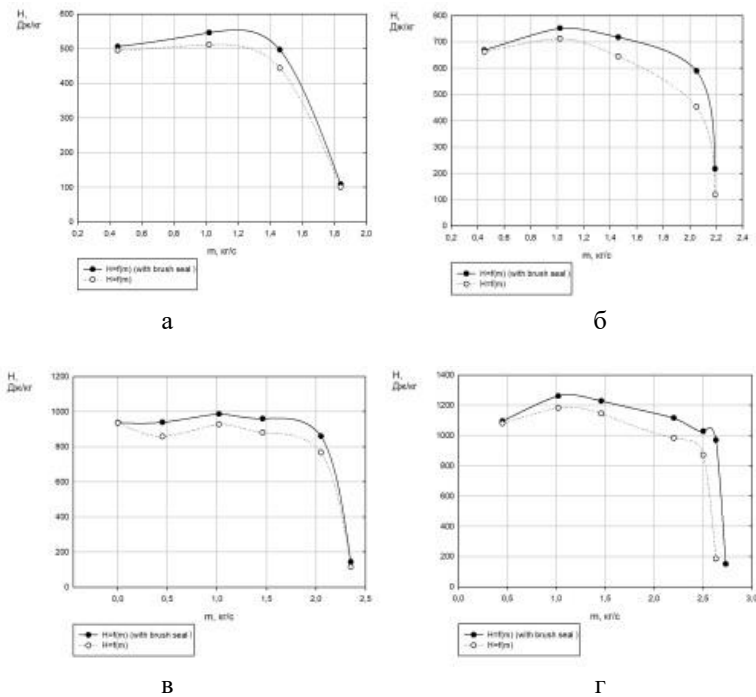 H,
Дж/кг
600
500
400
300
200
100
0
0,2 0,4 0,6 0,8 1,0 1,2 1,4 1,6 1,8 2,0
m, кг/с
H=f(m) (with brush seal )
H=f(m)
а
H,
Дж/кг
800
700
600
500
400
300
200
100
0
0,2 0,4 0,6 0,8 1,0 1,2 1,4 1,6 1,8 2,0 2,2 2,4
m, кг/с
H=f(m) (with brush seal )
H=f(m)
б
H,
Дж/кг
1200
1000
800
600
400
200
0
0,0 0,5 1,0 1,5 2,0 2,5
m, кг/с
H=f(m) (with brush seal )
H=f(m)
в
H,
Дж/кг
1400
1200
1000
800
600
400
200
0
0,0 0,5 1,0 1,5 2,0 2,5 3,0
m, кг/с
H=f(m) (with brush seal )
H=f(m)
г